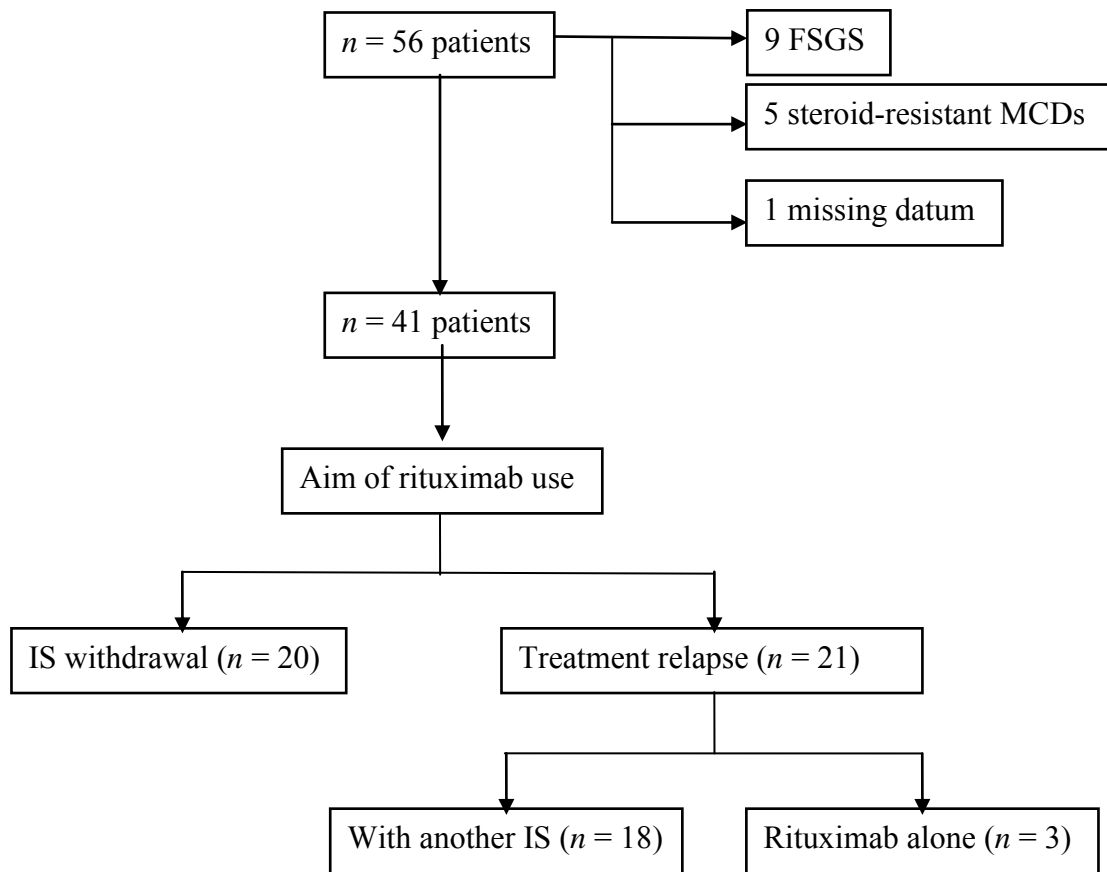 n = 56 patients
9 FSGS
5 steroid-resistant MCDs
1 missing datum
n = 41 patients
Aim of rituximab use
IS withdrawal (n = 20)
Treatment relapse (n = 21)
With another IS (n = 18)
Rituximab alone (n = 3)